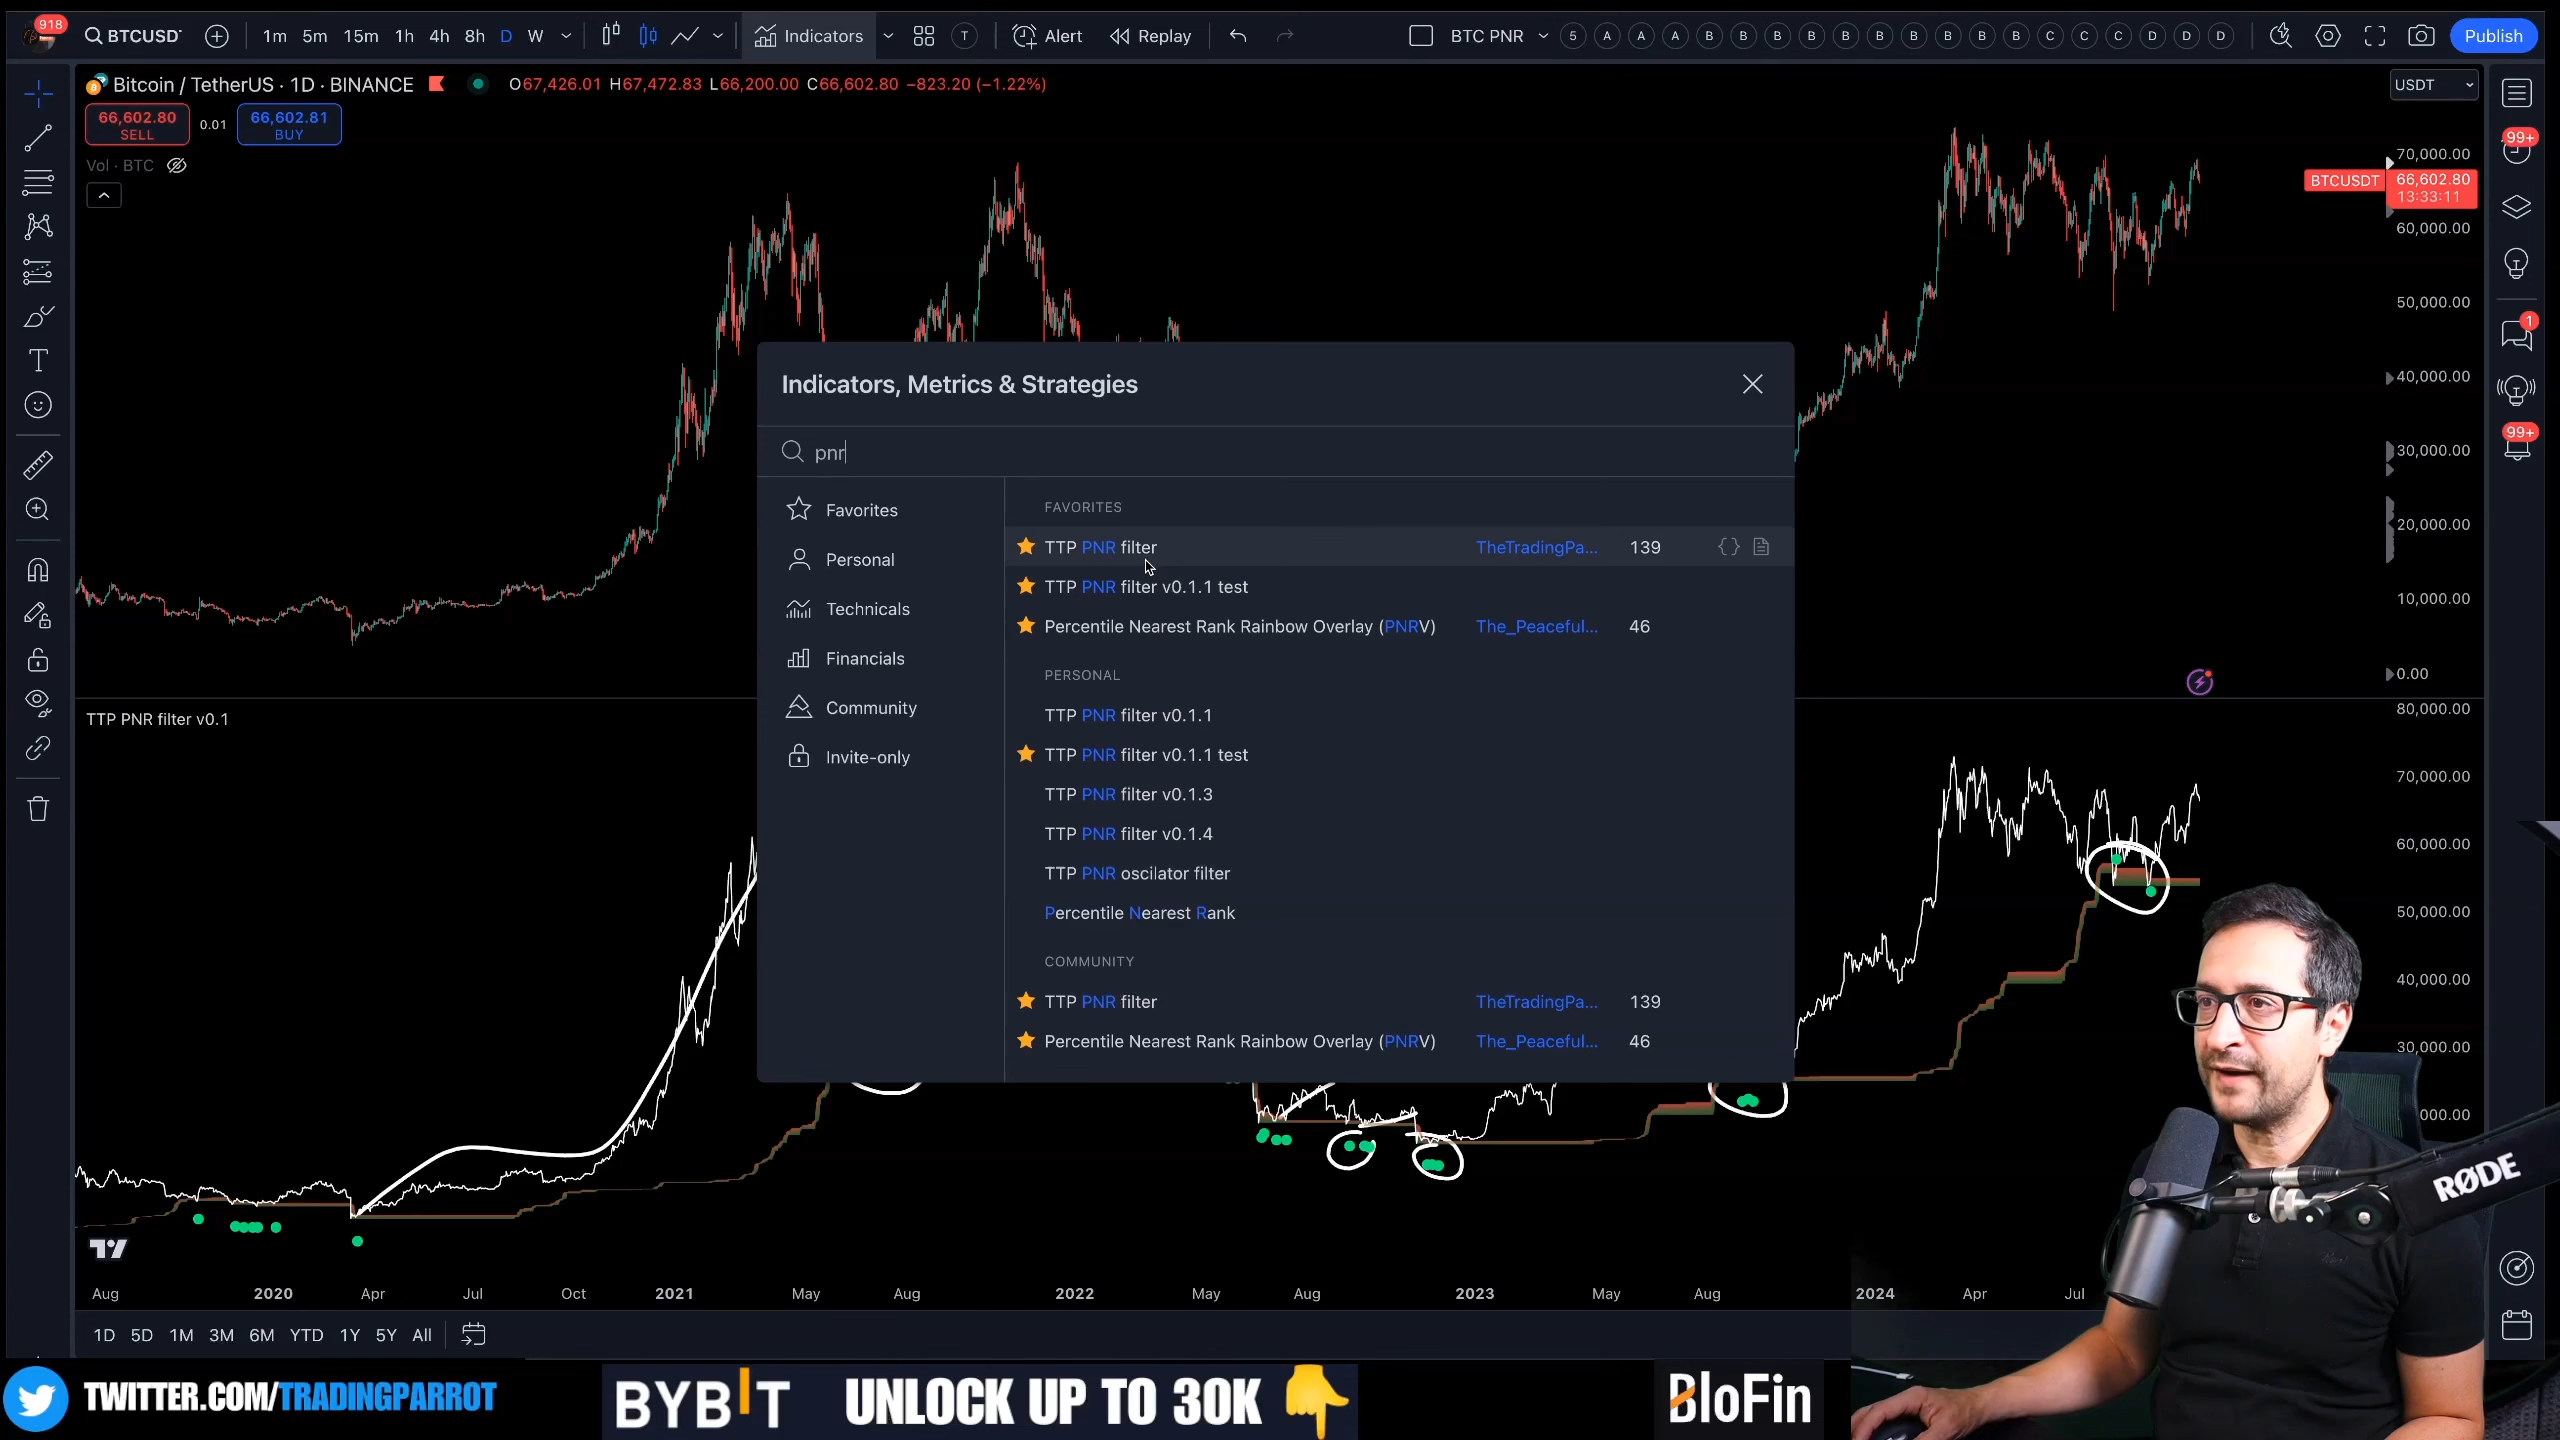 918
BTCUSD
1m 5m 15m 1h 4h 8h D W
Indicators
T
Alert
Replay
BTC PNR
5 A A A B B B B B B B B B B C C C D D D
Publish
Bitcoin / TetherUS · 1D · BINANCE
O67,426.01 H67,472.83 L66,200.00 C66,602.80 −823.20 (−1.22%)
USDT
66,602.80
SELL
0.01
66,602.81
BUY
Vol · BTC
99+
70,000.00
BTCUSDT
66,602.80
13:33:11
60,000.00
50,000.00
1
40,000.00
99+
30,000.00
20,000.00
10,000.00
0.00
Indicators, Metrics & Strategies
pnr
Favorites
Personal
Technicals
Financials
Community
Invite-only
FAVORITES
TTP PNR filter TheTradingPa... 139
TTP PNR filter v0.1.1 test
Percentile Nearest Rank Rainbow Overlay (PNRV) The_Peaceful... 46
PERSONAL
TTP PNR filter v0.1.1
TTP PNR filter v0.1.1 test
TTP PNR filter v0.1.3
TTP PNR filter v0.1.4
TTP PNR oscilator filter
Percentile Nearest Rank
COMMUNITY
TTP PNR filter TheTradingPa... 139
Percentile Nearest Rank Rainbow Overlay (PNRV) The_Peaceful... 46
TTP PNR filter v0.1
80,000.00
70,000.00
60,000.00
50,000.00
40,000.00
30,000.00
000.00
RØDE
Aug 2020 Apr Jul Oct 2021 May Aug 2022 May Aug 2023 May Aug 2024 Apr Jul
1D 5D 1M 3M 6M YTD 1Y 5Y All
TWITTER.COM/TRADINGPARROT
BYBIT
UNLOCK UP TO 30K
BloFin